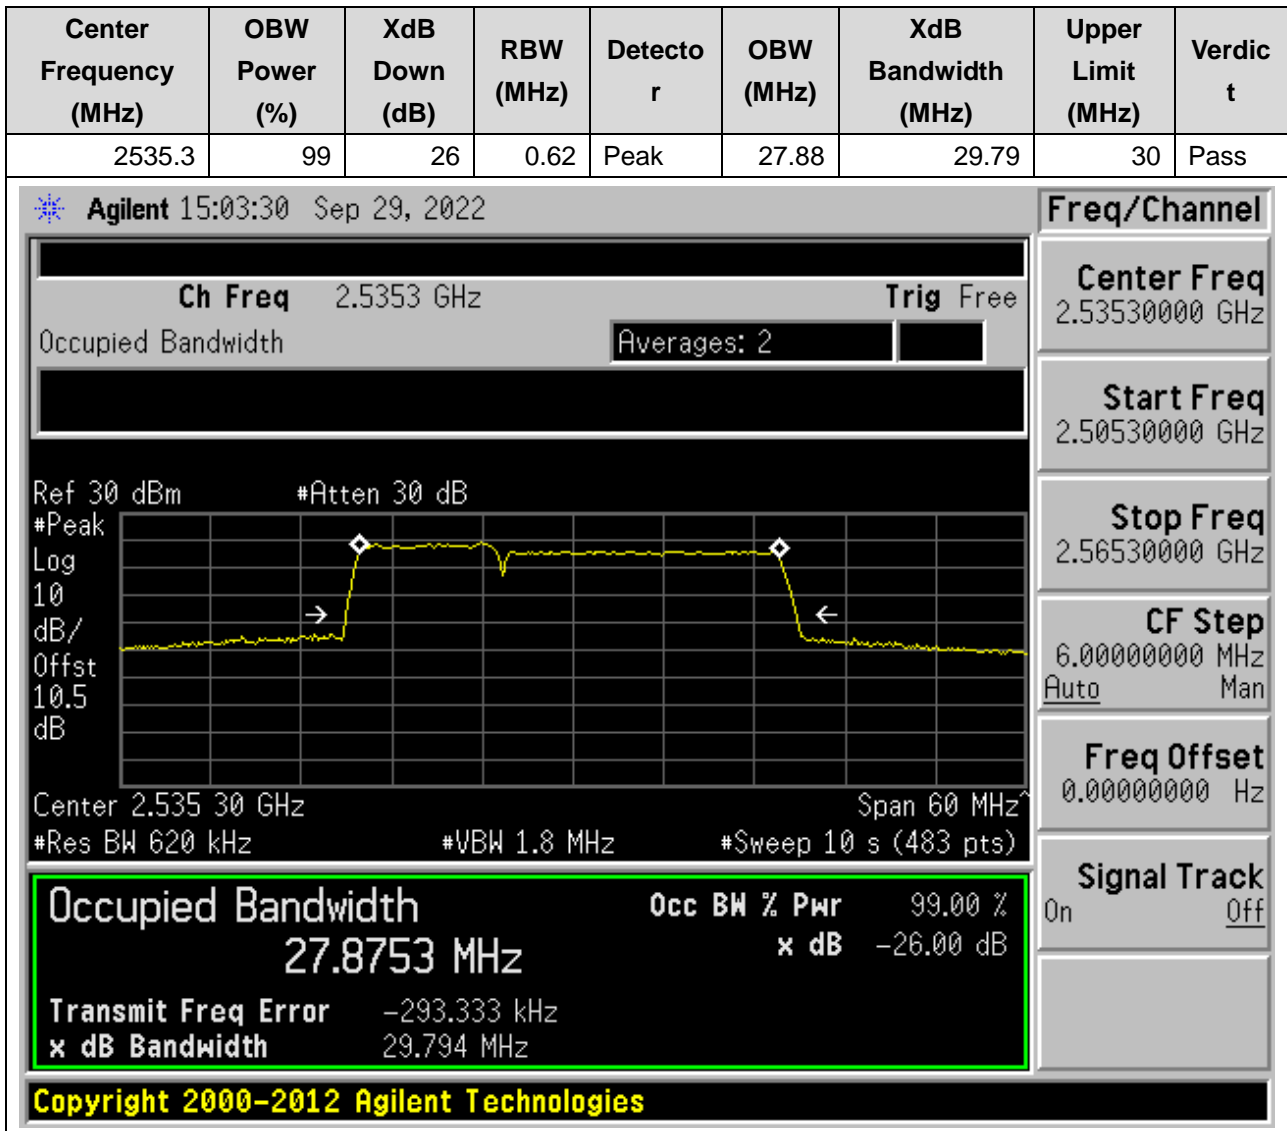 Center Frequency (MHz) OBW Power (%) XdB Down (dB) RBW (MHz) Detecto r OBW (MHz) XdB Bandwidth (MHz) Upper Limit (MHz) Verdic t
2535.3 99 26 0.62 Peak 27.88 29.79 30 Pass
Agilent 15:03:30 Sep 29, 2022
Freq/Channel
Ch Freq 2.5353 GHz Trig Free
Occupied Bandwidth Averages: 2
Ref 30 dBm #Atten 30 dB
#Peak
Log
10
dB/
Offst
10.5
dB
Center 2.535 30 GHz Span 60 MHz^
#Res BW 620 kHz #VBW 1.8 MHz #Sweep 10 s (483 pts)
Occupied Bandwidth Occ BW % Pwr 99.00 %
27.8753 MHz x dB -26.00 dB
Transmit Freq Error -293.333 kHz
x dB Bandwidth 29.794 MHz
Center Freq
2.53530000 GHz
Start Freq
2.50530000 GHz
Stop Freq
2.56530000 GHz
CF Step
6.00000000 MHz
Auto Man
Freq Offset
0.00000000 Hz
Signal Track
On Off
Copyright 2000-2012 Agilent Technologies